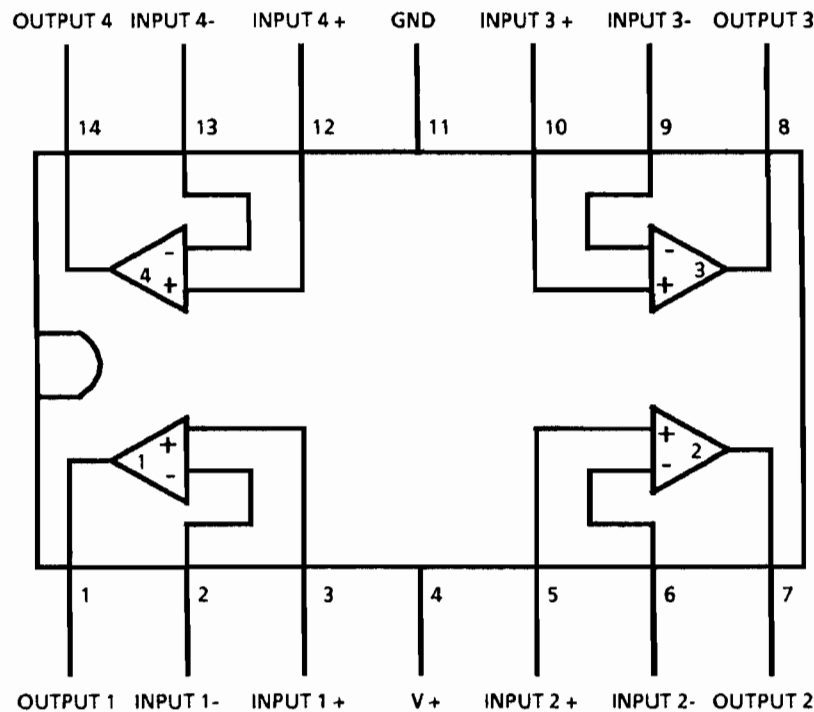 OUTPUT 4 INPUT 4- INPUT 4 + GND INPUT 3 + INPUT 3- OUTPUT 3
14 13 12 11 10 9 8
- -
4 3
+ +
+ +
1 2
- -
1 2 3 4 5 6 7
OUTPUT 1 INPUT 1- INPUT 1 + V + INPUT 2 + INPUT 2- OUTPUT 2